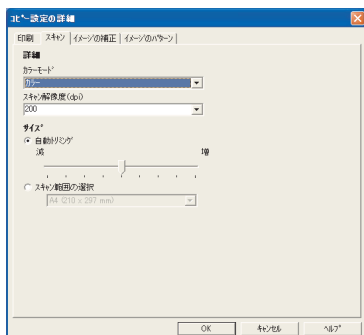 ｺﾋﾟｰ設定の詳細
印刷 スキャン イメージの補正 イメージのパターン
詳細
カラーモード
カラー
スキャン解像度(dpi)
200
サイズ
自動トリミング
減 増
スキャン範囲の選択
A4 (210 x 297 mm)
OK キャンセル ヘルプ